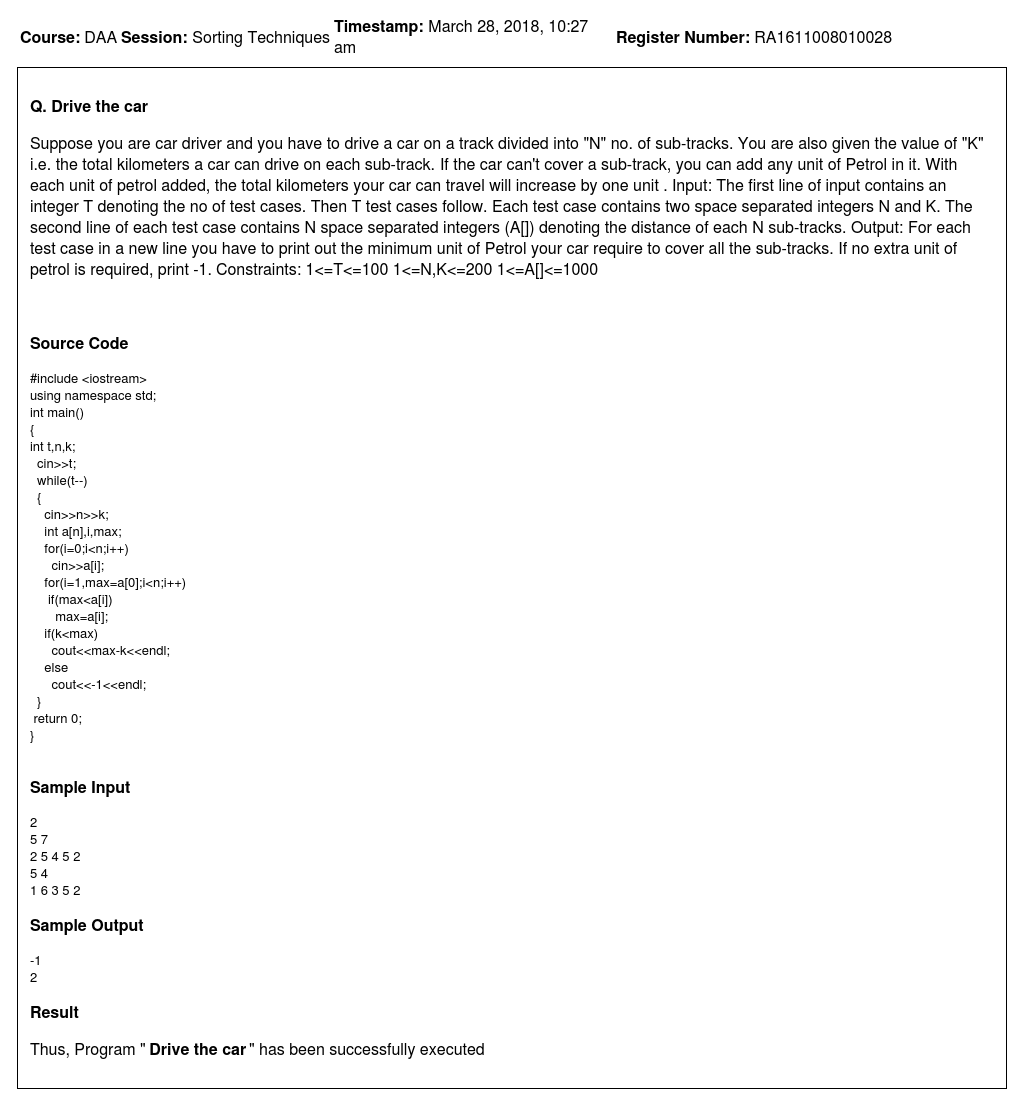 Course: DAA Session: Sorting Techniques Timestamp: March 28, 2018, 10:27 am Register Number: RA1611008010028
Q. Drive the car
Suppose you are car driver and you have to drive a car on a track divided into "N" no. of sub-tracks. You are also given the value of "K"
i.e. the total kilometers a car can drive on each sub-track. If the car can't cover a sub-track, you can add any unit of Petrol in it. With
each unit of petrol added, the total kilometers your car can travel will increase by one unit . Input: The first line of input contains an
integer T denoting the no of test cases. Then T test cases follow. Each test case contains two space separated integers N and K. The
second line of each test case contains N space separated integers (A[]) denoting the distance of each N sub-tracks. Output: For each
test case in a new line you have to print out the minimum unit of Petrol your car require to cover all the sub-tracks. If no extra unit of
petrol is required, print -1. Constraints: 1<=T<=100 1<=N,K<=200 1<=A[]<=1000
Source Code
#include <iostream>
using namespace std;
int main()
{
int t,n,k;
cin>>t;
while(t--)
{
cin>>n>>k;
int a[n],i,max;
for(i=0;i<n;i++)
cin>>a[i];
for(i=1,max=a[0];i<n;i++)
if(max<a[i])
max=a[i];
if(k<max)
cout<<max-k<<endl;
else
cout<<-1<<endl;
}
return 0;
}
Sample Input
2
5 7
2 5 4 5 2
5 4
1 6 3 5 2
Sample Output
-1
2
Result
Thus, Program " Drive the car " has been successfully executed